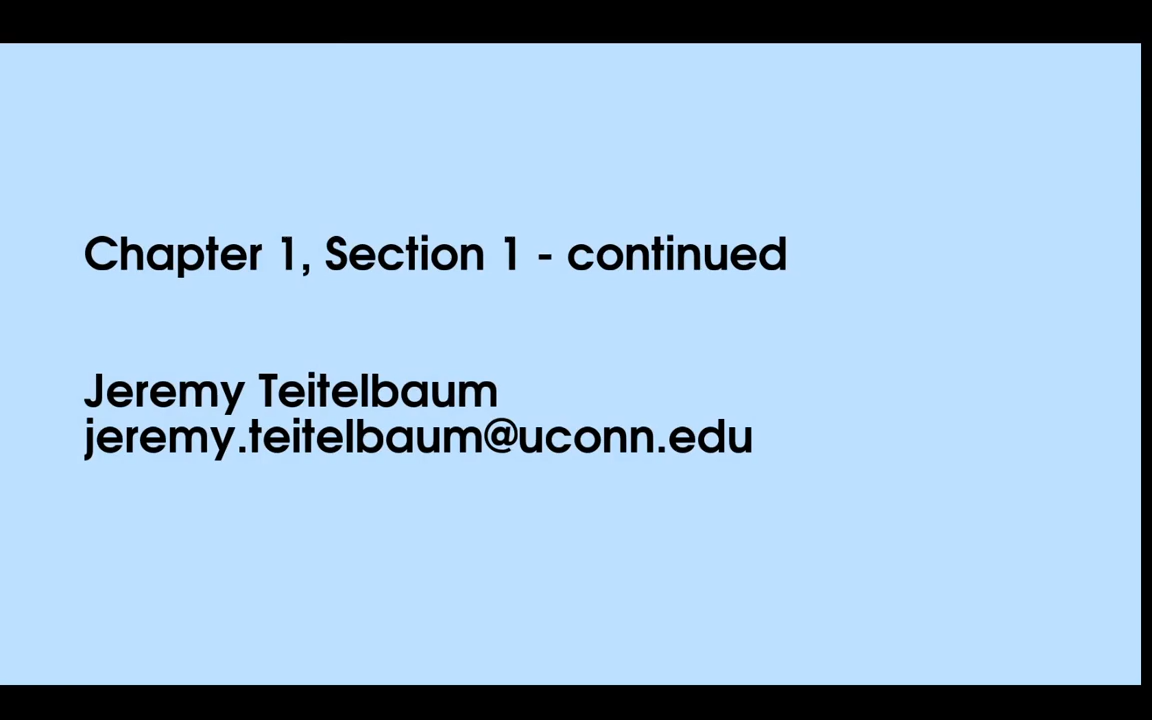 Chapter 1, Section 1 - continued
Jeremy Teitelbaum
jeremy.teitelbaum@uconn.edu